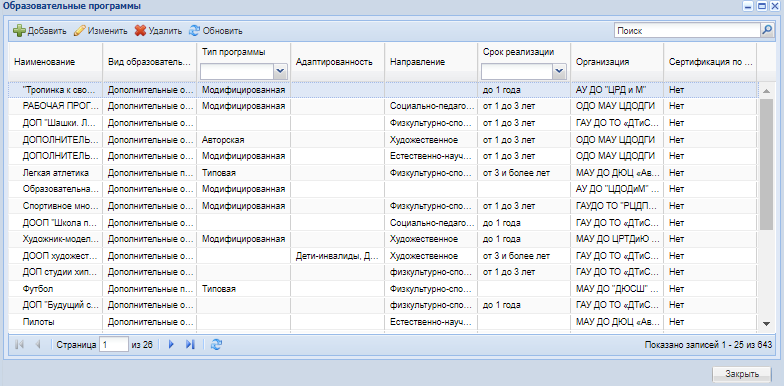 Образовательные программы
Добавить Изменить Удалить Обновить Поиск
Наименование Вид образователь... Тип программы Адаптированность Направление Срок реализации Организация Сертификация по ...
"Тропинка к сво... Дополнительные о... Модифицированная до 1 года АУ ДО "ЦРД и М" Нет
РАБОЧАЯ ПРОГ... Дополнительные о... Модифицированная Социально-педаго... от 1 до 3 лет ОДО МАУ ЦДОДГИ Нет
ДОП "Шашки. Л... Дополнительные о... Физкультурно-спо... от 1 до 3 лет ГАУ ДО ТО «ДТиС... Нет
ДОПОЛНИТЕЛЬ... Дополнительные о... Авторская Художественное от 1 до 3 лет ОДО МАУ ЦДОДГИ Нет
ДОПОЛНИТЕЛЬ... Дополнительные о... Модифицированная Естественно-науч... от 1 до 3 лет ОДО МАУ ЦДОДГИ Нет
Легкая атлетика Дополнительные п... Типовая Физкультурно-спо... от 3 и более лет МАУ ДО ДЮЦ «Ав... Нет
Образовательна... Дополнительные о... Модифицированная АУ ДО "ЦДОДиМ" ... Нет
Спортивное мно... Дополнительные о... Модифицированная Физкультурно-спо... от 1 до 3 лет ГАУДО ТО "РЦДП... Нет
ДООП "Школа п... Дополнительные о... Социально-педаго... до 1 года ГАУ ДО ТО «ДТиС... Нет
Художник-модел... Дополнительные о... Модифицированная Художественное до 1 года МАУ ДО ЦРТДиЮ ... Нет
ДООП художест... Дополнительные о... Дети-инвалиды, Д... Художественное от 3 и более лет ГАУ ДО ТО «ДТиС... Нет
ДОП студии хип... Дополнительные о... физкультурно-спо... от 1 до 3 лет ГАУ ДО ТО «ДТиС... Нет
Футбол Дополнительные п... Типовая Физкультурно-спо... МАУ ДО "ДЮСШ" ... Нет
ДОП "Будущий с... Дополнительные о... физкультурно-спо... до 1 года ГАУ ДО ТО «ДТиС... Нет
Пилоты Дополнительные о... Естественно-науч... МАУ ДО ДЮЦ «Ав... Нет
Страница 1 из 26 Показано записей 1 - 25 из 643
Закрыть